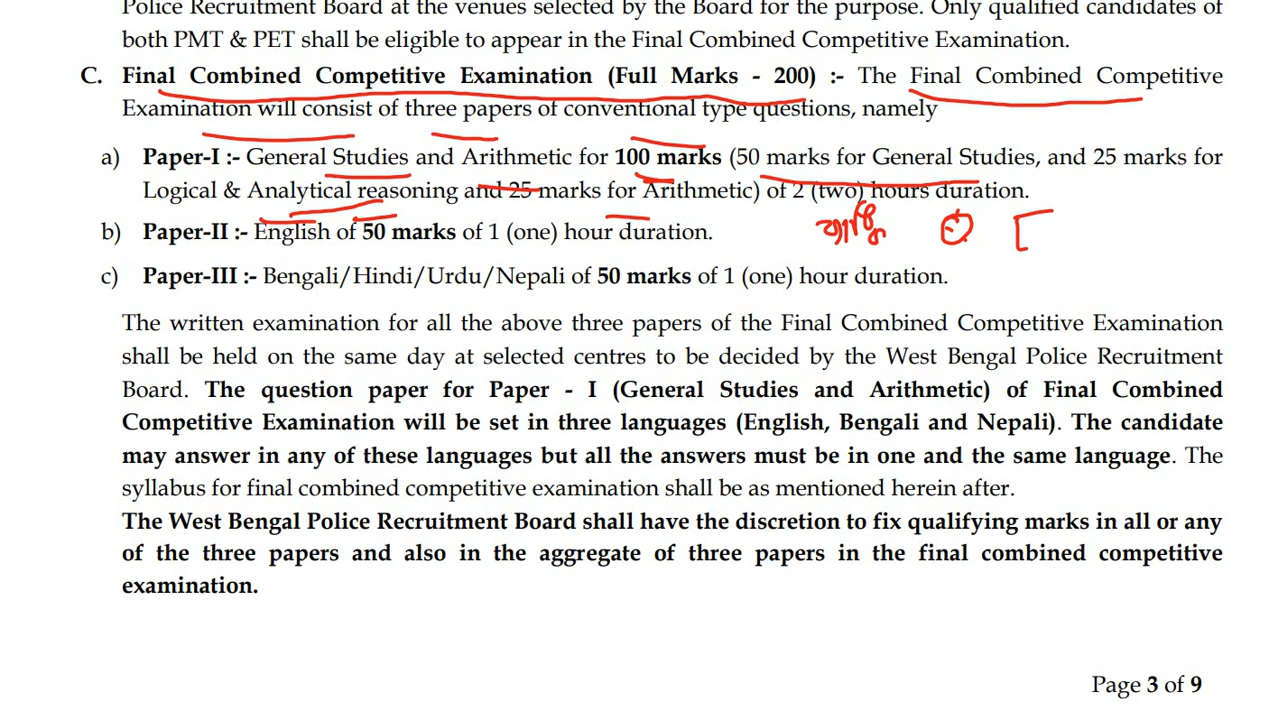 Police Recruitment Board at the venues selected by the Board for the purpose. Only qualified candidates of
both PMT & PET shall be eligible to appear in the Final Combined Competitive Examination.
C. Final Combined Competitive Examination (Full Marks - 200) :- The Final Combined Competitive
Examination will consist of three papers of conventional type questions, namely
a) Paper-I :- General Studies and Arithmetic for 100 marks (50 marks for General Studies, and 25 marks for
Logical & Analytical reasoning and 25 marks for Arithmetic) of 2 (two) hours duration.
b) Paper-II :- English of 50 marks of 1 (one) hour duration.
c) Paper-III :- Bengali/Hindi/Urdu/Nepali of 50 marks of 1 (one) hour duration.
The written examination for all the above three papers of the Final Combined Competitive Examination
shall be held on the same day at selected centres to be decided by the West Bengal Police Recruitment
Board. The question paper for Paper - I (General Studies and Arithmetic) of Final Combined
Competitive Examination will be set in three languages (English, Bengali and Nepali). The candidate
may answer in any of these languages but all the answers must be in one and the same language. The
syllabus for final combined competitive examination shall be as mentioned herein after.
The West Bengal Police Recruitment Board shall have the discretion to fix qualifying marks in all or any
of the three papers and also in the aggregate of three papers in the final combined competitive
examination.
Page 3 of 9